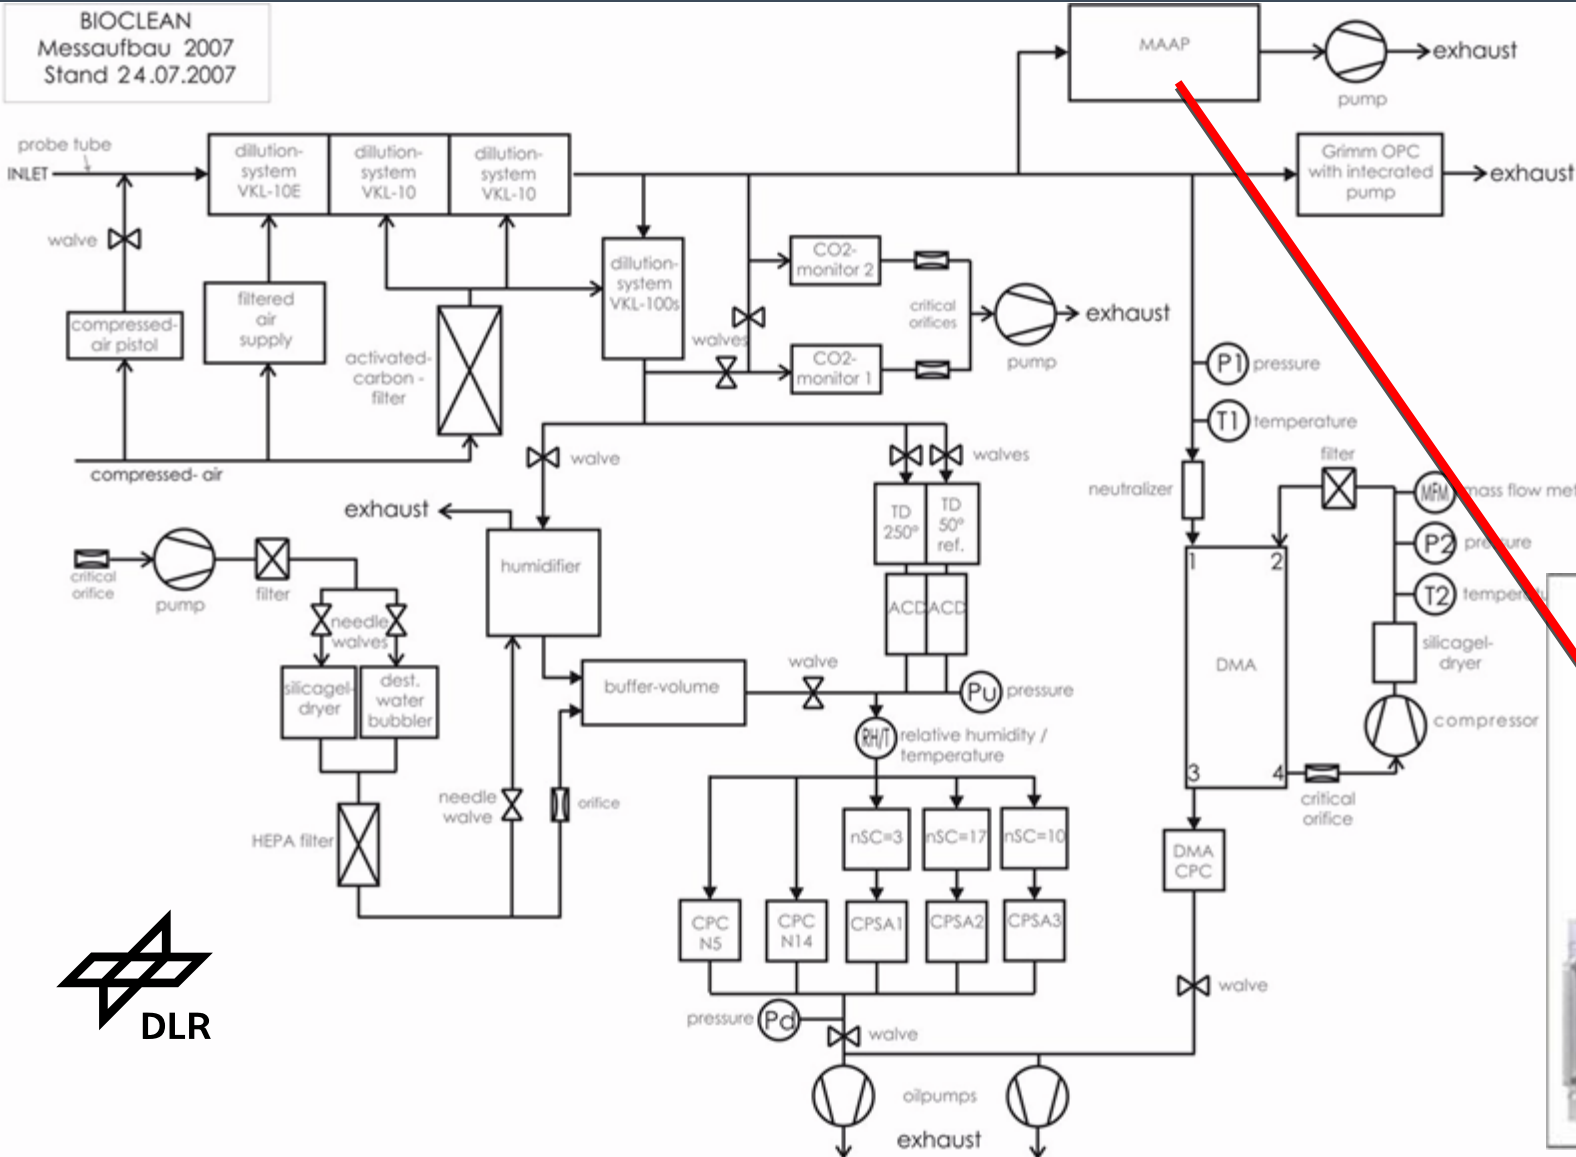 BIOCLEAN
Messaufbau 2007
Stand 24.07.2007
MAAP
exhaust
pump
probe tube
INLET
dillution-
system
VKL-10E
dillution-
system
VKL-10
dillution-
system
VKL-10
Grimm OPC
with intecrated
pump
exhaust
walve
compressed-
air pistol
filtered
air
supply
activated-
carbon -
filter
dillution-
system
VKL-100s
CO2-
monitor 2
walves
critical
orifices
CO2-
monitor 1
exhaust
pump
P1 pressure
T1 temperature
compressed- air
walve
walves
neutralizer
filter
MFM mass flow met
P2 pressure
T2 temperatu
exhaust
humidifier
TD
250°
TD
50°
ref.
ACD
ACD
critical
orifice
pump
filter
needle
walves
silicagel-
dryer
dest.
water
bubbler
buffer-volume
walve
Pu pressure
RH/T relative humidity /
temperature
1
2
DMA
3
4
silicagel-
dryer
compressor
critical
orifice
HEPA filter
needle
walve
orifice
nSC=3
nSC=17
nSC=10
CPC
N5
CPC
N14
CPSA1
CPSA2
CPSA3
DMA
CPC
walve
pressure Pd
walve
oilpumps
exhaust
DLR